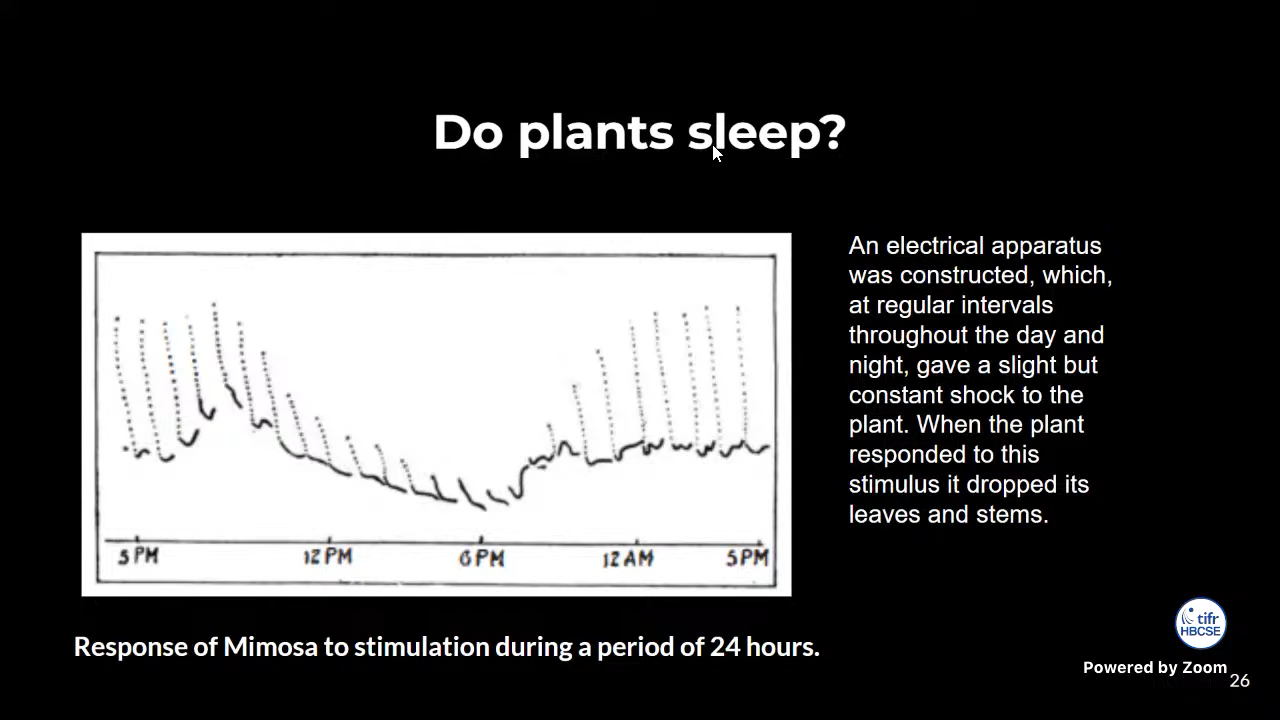 Do plants sleep?
An electrical apparatus
was constructed, which,
at regular intervals
throughout the day and
night, gave a slight but
constant shock to the
plant. When the plant
responded to this
stimulus it dropped its
leaves and stems.
5PM 12PM 6PM 12AM 5PM
Response of Mimosa to stimulation during a period of 24 hours.
tifr
HBCSE
Powered by Zoom
26